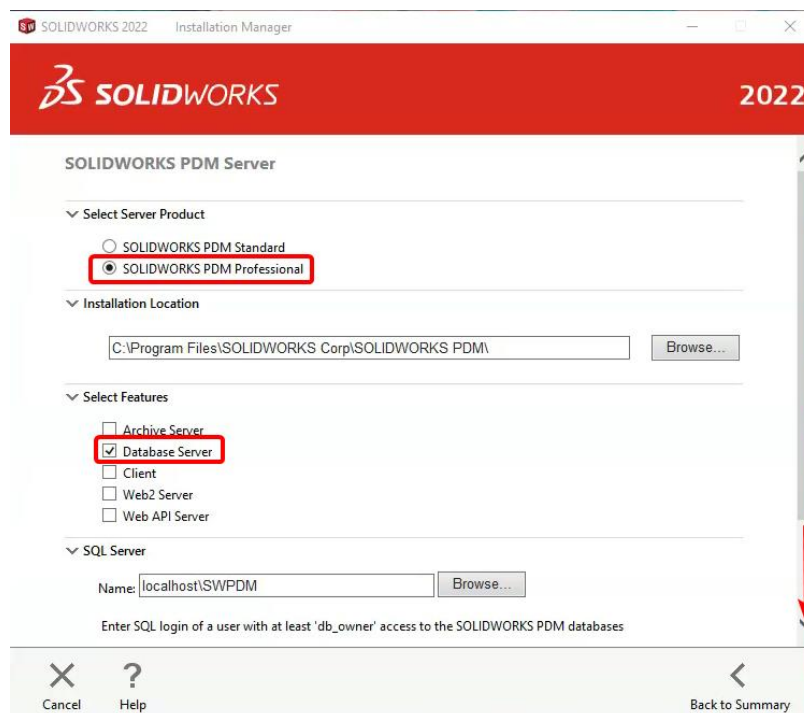 SW SOLIDWORKS 2022 Installation Manager
SOLIDWORKS 2022
SOLIDWORKS PDM Server
Select Server Product
SOLIDWORKS PDM Standard
SOLIDWORKS PDM Professional
Installation Location
C:\Program Files\SOLIDWORKS Corp\SOLIDWORKS PDM\ Browse...
Select Features
Archive Server
Database Server
Client
Web2 Server
Web API Server
SQL Server
Name: localhost\SWPDM Browse...
Enter SQL login of a user with at least 'db_owner' access to the SOLIDWORKS PDM databases
Cancel Help Back to Summary